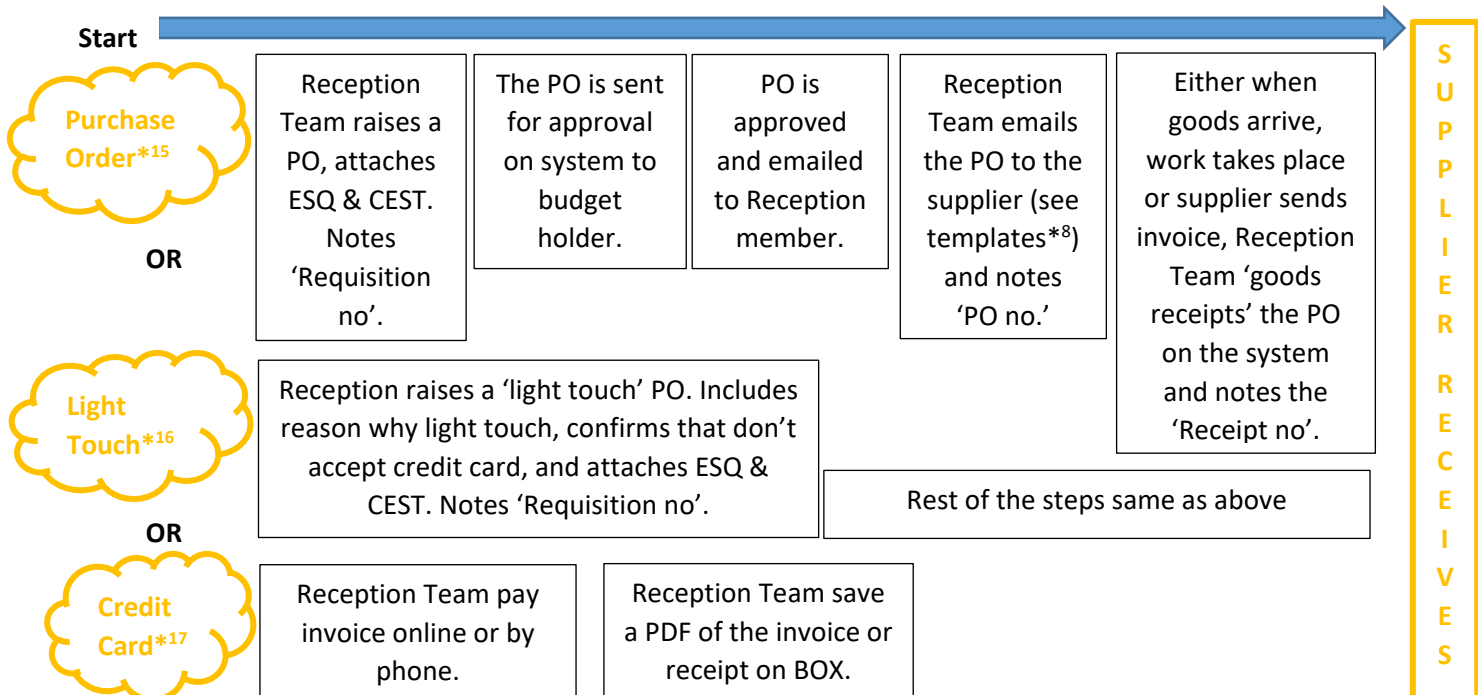 Start
Purchase
Order*15
OR
Reception
Team raises a
PO, attaches
ESQ & CEST.
Notes
‘Requisition
no’.
The PO is sent
for approval
on system to
budget
holder.
PO is
approved
and emailed
to Reception
member.
Reception
Team emails
the PO to the
supplier (see
templates*8)
and notes
‘PO no.’
Either when
goods arrive,
work takes place
or supplier sends
invoice, Reception
Team ‘goods
receipts’ the PO
on the system
and notes the
‘Receipt no’.
Light
Touch*16
OR
Reception raises a ‘light touch’ PO. Includes
reason why light touch, confirms that don’t
accept credit card, and attaches ESQ &
CEST. Notes ‘Requisition no’.
Rest of the steps same as above
Credit
Card*17
Reception Team pay
invoice online or by
phone.
Reception Team save
a PDF of the invoice or
receipt on BOX.
S
U
P
P
L
I
E
R
R
E
C
E
I
V
E
S